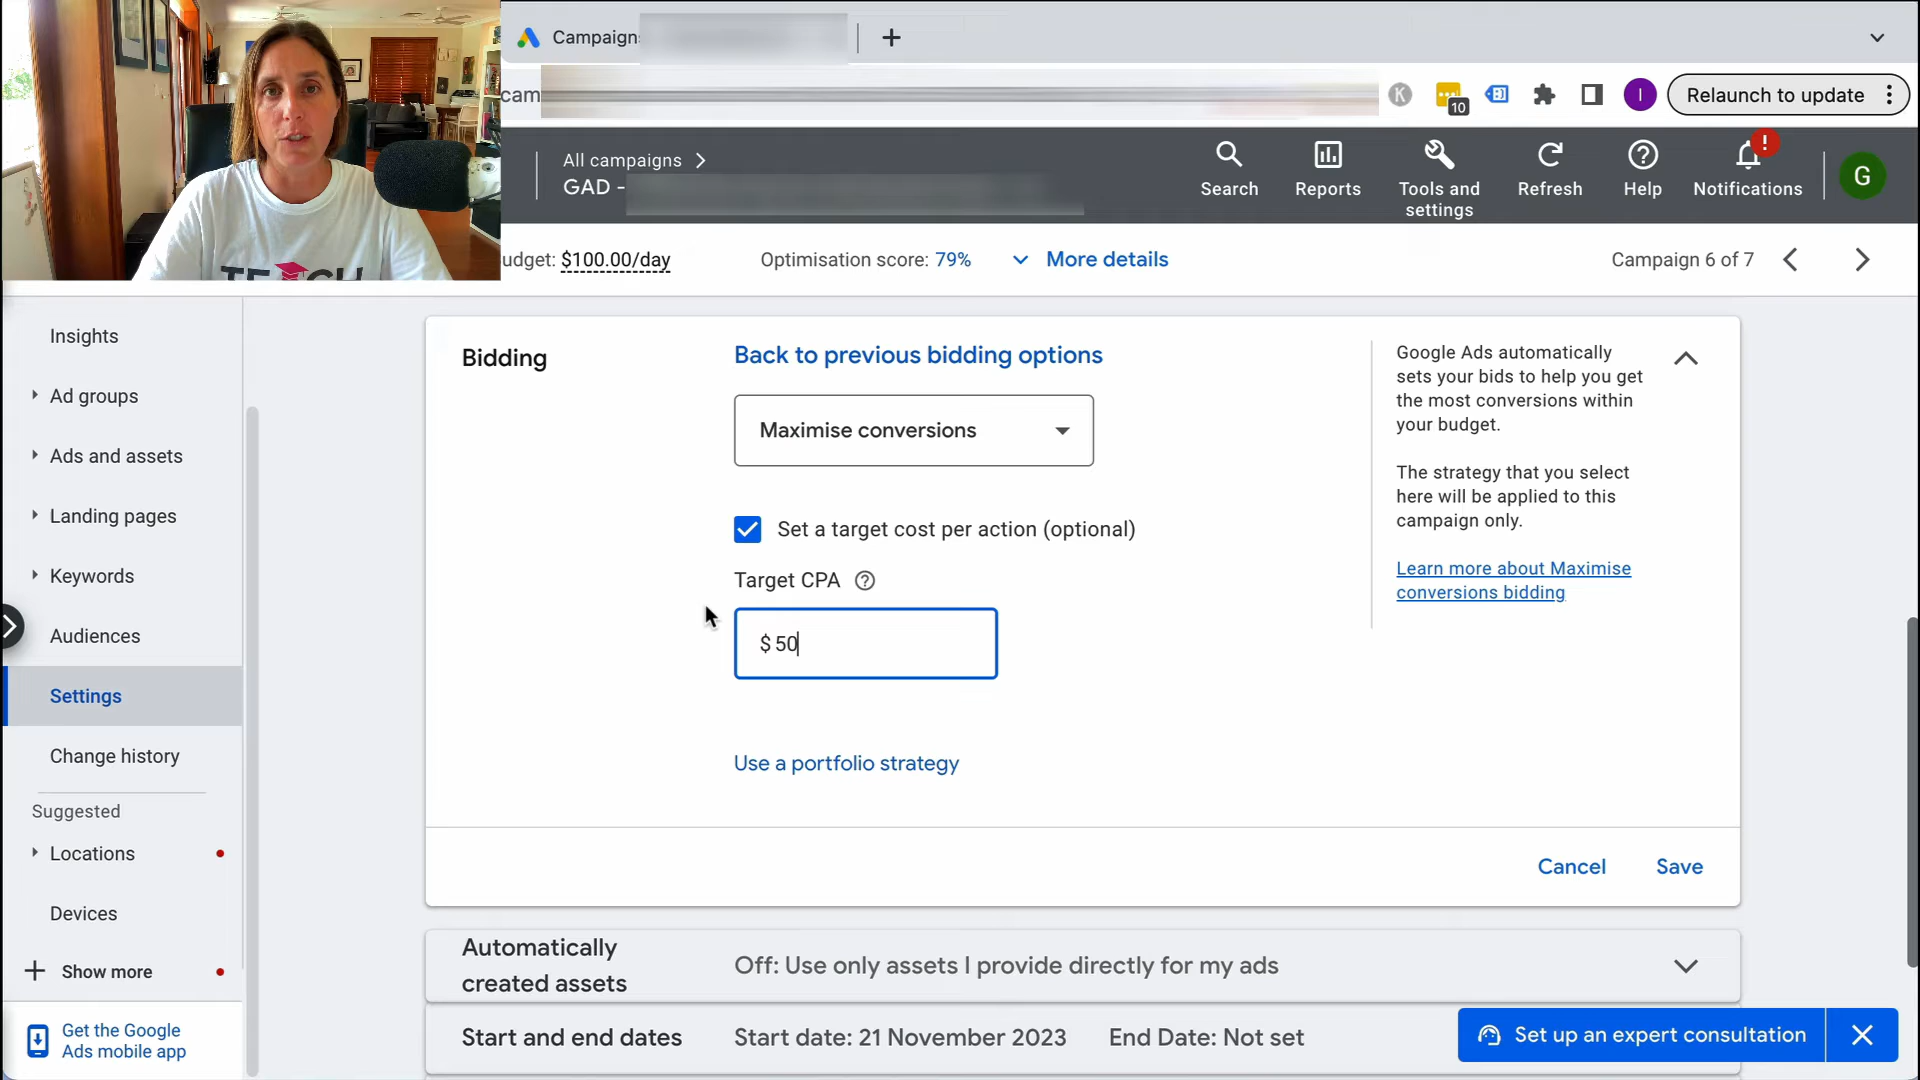 Campaign
cam
K
10
I
Relaunch to update
All campaigns
GAD -
Search
Reports
Tools and
settings
Refresh
Help
!
Notifications
G
udget: $100.00/day
Optimisation score: 79%
More details
Campaign 6 of 7
Insights
Ad groups
Ads and assets
Landing pages
Keywords
Audiences
Settings
Change history
Suggested
Locations
Devices
Show more
Get the Google
Ads mobile app
Bidding
Back to previous bidding options
Maximise conversions
Set a target cost per action (optional)
Target CPA
$ 50
Use a portfolio strategy
Google Ads automatically
sets your bids to help you get
the most conversions within
your budget.
The strategy that you select
here will be applied to this
campaign only.
Learn more about Maximise
conversions bidding
Cancel
Save
Automatically
created assets
Off: Use only assets I provide directly for my ads
Start and end dates
Start date: 21 November 2023
End Date: Not set
Set up an expert consultation